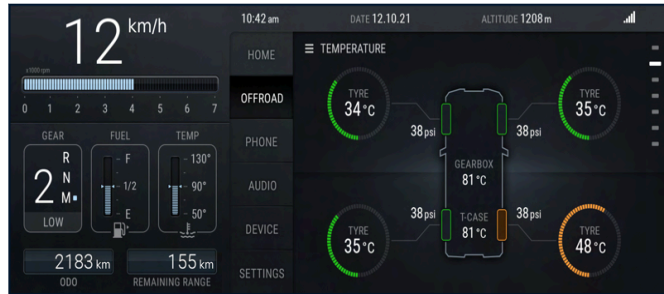 12 km/h
x1000 rpm
0 1 2 3 4 5 6 7
GEAR
2
R
N
M
LOW
FUEL
F
1/2
E
TEMP
130°
90°
50°
2183 km
ODO
155 km
REMAINING RANGE
10:42 am
DATE 12.10.21
ALTITUDE 1208 m
HOME
OFFROAD
PHONE
AUDIO
DEVICE
SETTINGS
TEMPERATURE
TYRE
34°C
38 psi
TYRE
35°C
38 psi
GEARBOX
81°C
T-CASE
81°C
TYRE
35°C
38 psi
TYRE
48°C
38 psi